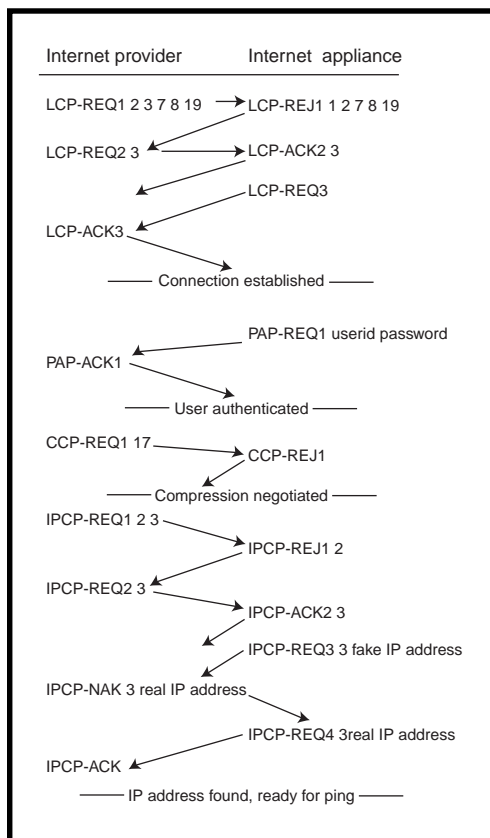 Internet provider Internet appliance
LCP-REQ1 2 3 7 8 19 LCP-REJ1 1 2 7 8 19
LCP-REQ2 3 LCP-ACK2 3
LCP-REQ3
LCP-ACK3
Connection established
PAP-REQ1 userid password
PAP-ACK1
User authenticated
CCP-REQ1 17
CCP-REJ1
Compression negotiated
IPCP-REQ1 2 3
IPCP-REJ1 2
IPCP-REQ2 3
IPCP-ACK2 3
IPCP-REQ3 3 fake IP address
IPCP-NAK 3 real IP address
IPCP-REQ4 3real IP address
IPCP-ACK
IP address found, ready for ping